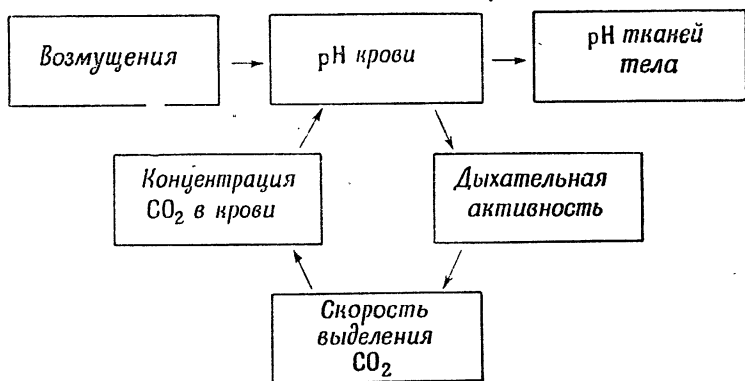 Возмущения
pH крови
pH тканей
тела
Концентрация
CO₂ в крови
Дыхательная
активность
Скорость
выделения
CO₂